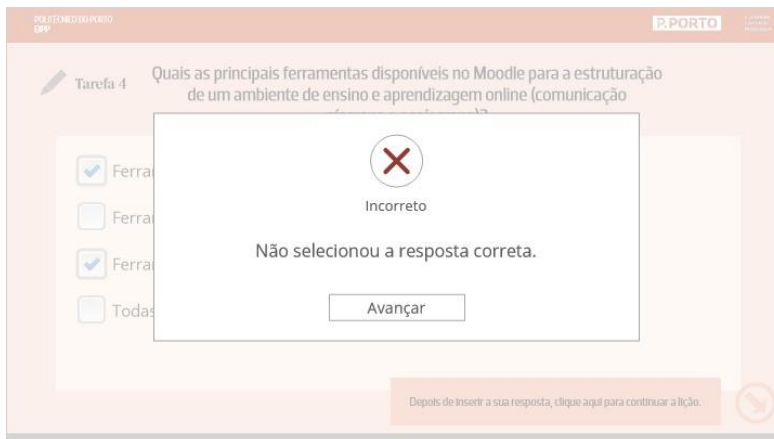 POLITÉCNICO DO PORTO
P.PORTO
Tarefa 4
Quais as principais ferramentas disponíveis no Moodle para a estruturação
de um ambiente de ensino e aprendizagem online (comunicação
Ferra
Ferra
Ferra
Todas
Incorreto
Não selecionou a resposta correta.
Avançar
Depois de inserir a sua resposta, clique aqui para continuar a lição.